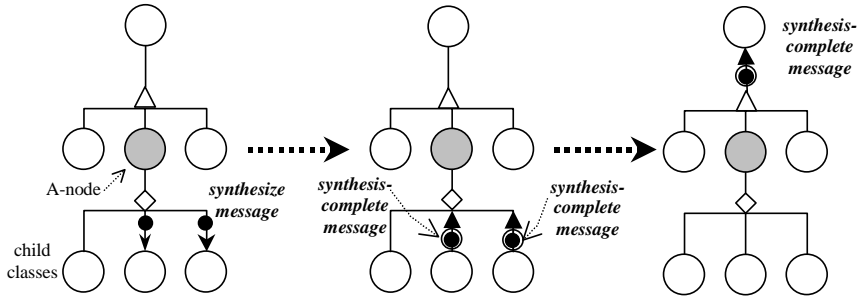 synthesis-
complete
message
A-node
synthesize
message
synthesis-
complete
message
synthesis-
complete
message
child
classes